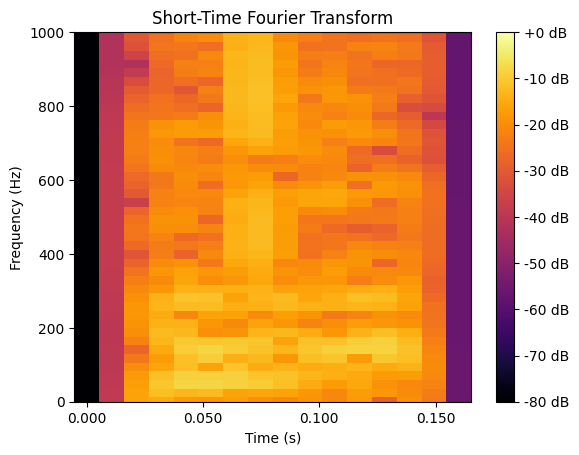 Short-Time Fourier Transform
1000
800
600
400
200
0
Frequency (Hz)
0.000
0.050
0.100
0.150
Time (s)
+0 dB
-10 dB
-20 dB
-30 dB
-40 dB
-50 dB
-60 dB
-70 dB
-80 dB